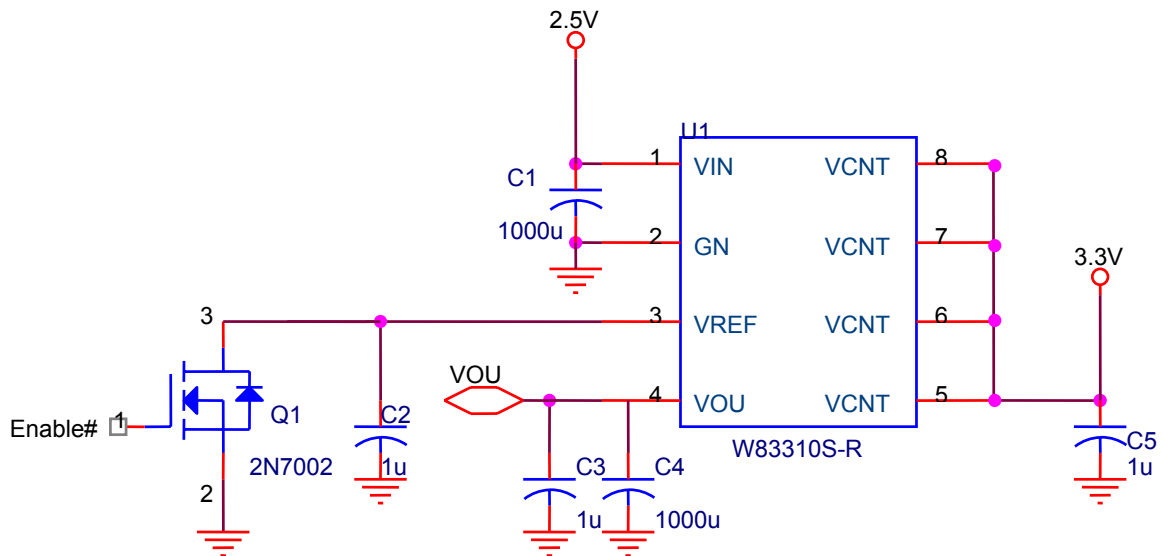 2.5V
U1
1 VIN VCNT 8
C1
1000u
2 GN VCNT 7
3.3V
3
3 VREF VCNT 6
VOU
4 VOU VCNT 5
Enable# 1
Q1
C2
2N7002
1u
W83310S-R
C5
1u
2
C3
1u
C4
1000u